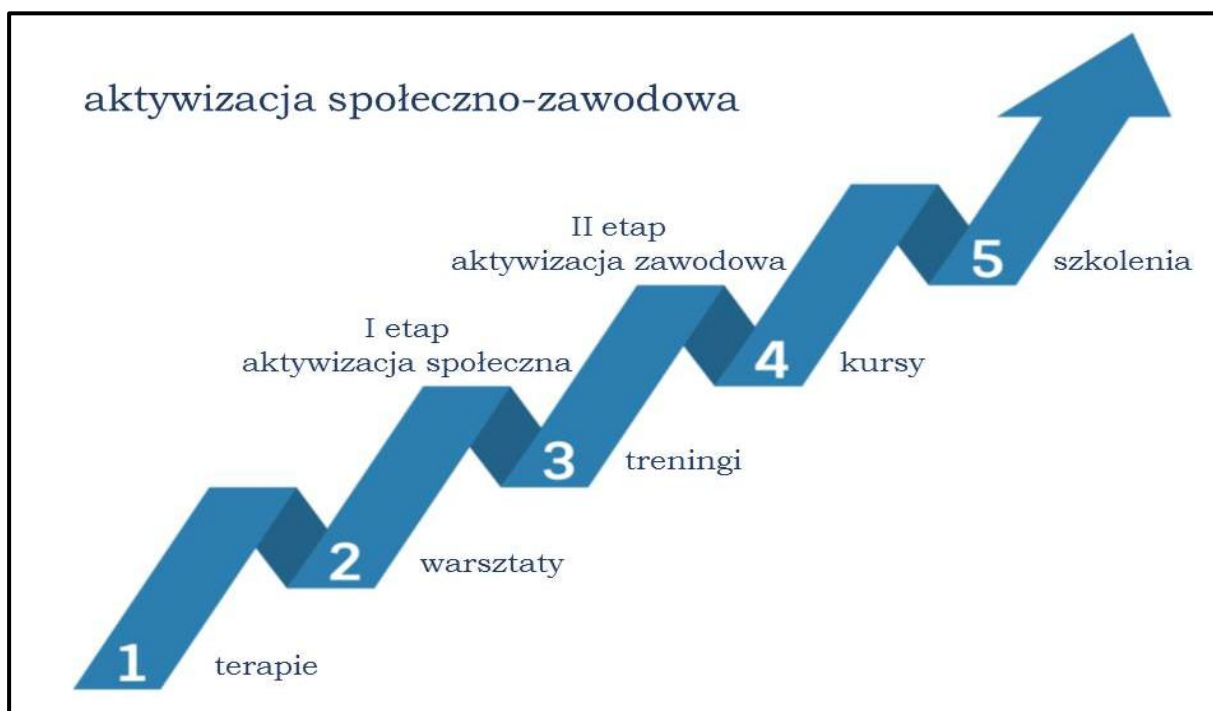 aktywizacja społeczno-zawodowa
II etap
aktywizacja zawodowa
5 szkolenia
I etap
aktywizacja społeczna
4 kursy
3 treningi
2 warsztaty
1 terapie